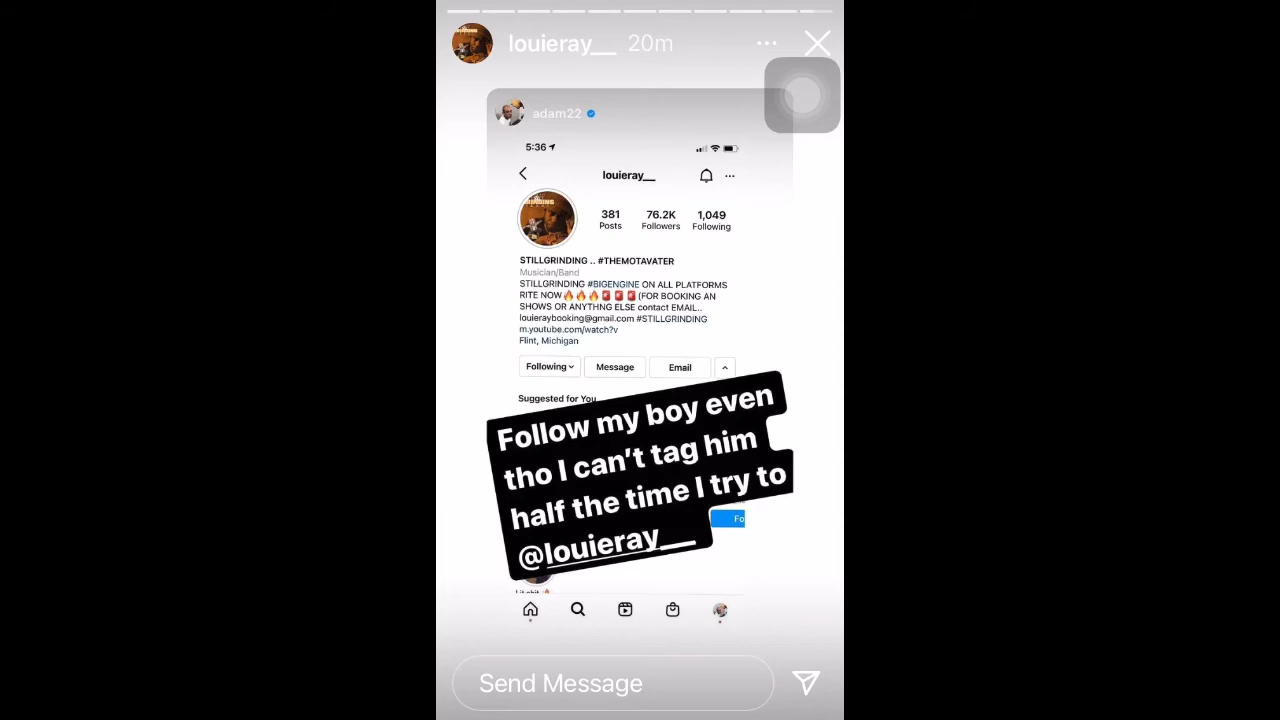 louieray__ 20m
adam22
5:36
louieray__
381 76.2K 1,049
Posts Followers Following
STILLGRINDING .. #THEMOTAVATER
Musician/Band
STILLGRINDING #BIGENGINE ON ALL PLATFORMS
RITE NOW🔥🔥🔥🚨🚨🚨(FOR BOOKING AN
SHOWS OR ANYTHNG ELSE contact EMAIL..
louieraybooking@gmail.com #STILLGRINDING
m.youtube.com/watch?v
Flint, Michigan
Following Message Email
Suggested for You
Follow my boy even
tho I can't tag him
half the time I try to
@louieray__
Fo
Send Message